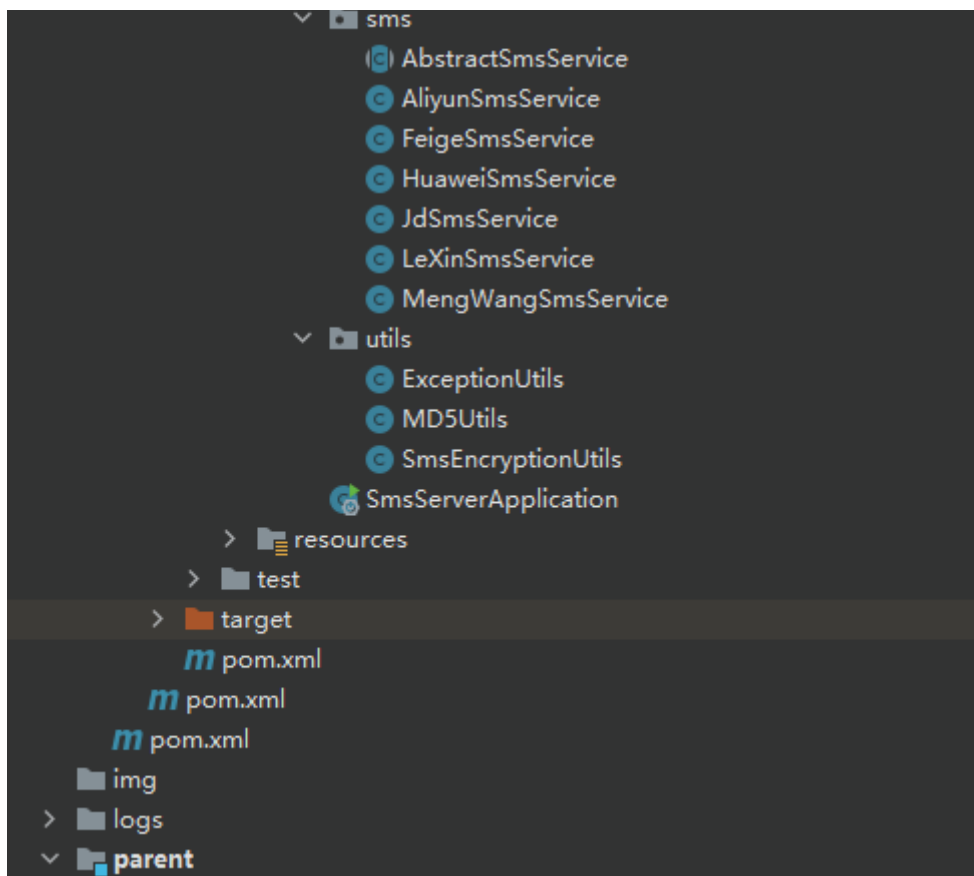 sms
AbstractSmsService
AliyunSmsService
FeigeSmsService
HuaweiSmsService
JdSmsService
LeXinSmsService
MengWangSmsService
utils
ExceptionUtils
MD5Utils
SmsEncryptionUtils
SmsServerApplication
resources
test
target
pom.xml
pom.xml
pom.xml
img
logs
parent